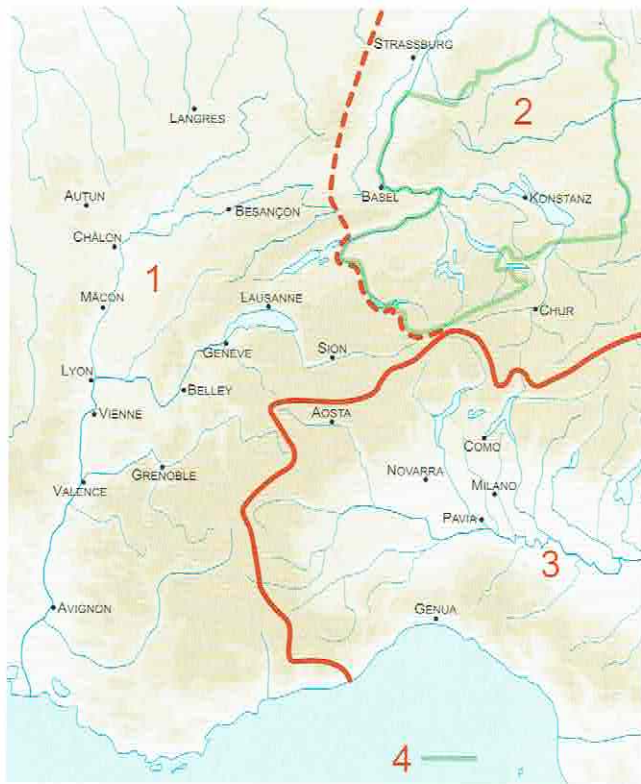 STRASSBURG
2
LANGRES
BASEL
KONSTANZ
AUTUN
BESANÇON
CHÂLON
1
MÂCON
LAUSANNE
CHUR
GENÈVE
SION
LYON
BELLEY
VIENNE
AOSTA
COMO
GRENOBLE
NOVARRA
MILANO
VALENCE
PAVIA
3
AVIGNON
GENUA
4